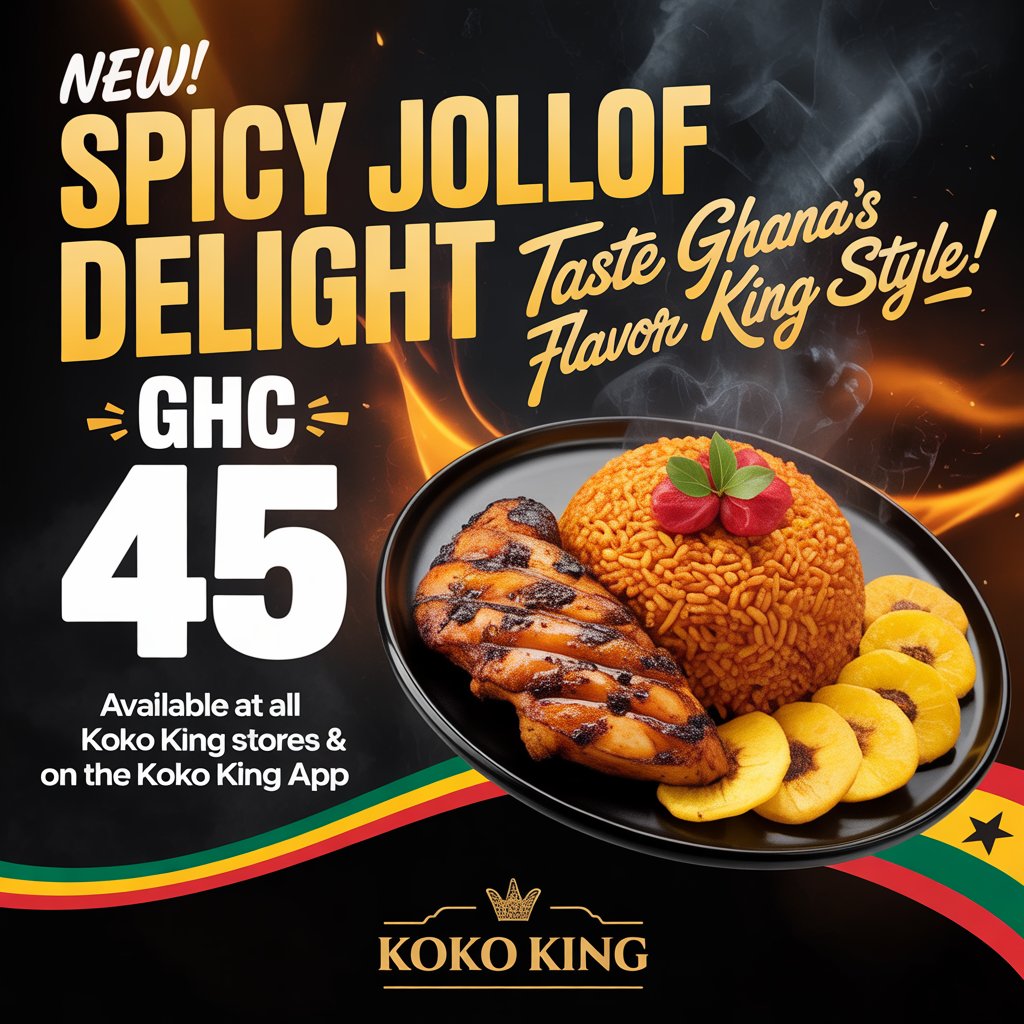 NEW!
SPICY JOLLOF
DELIGHT
Taste Ghana's
Flavor King Style!
GHC
45
Available at all
Koko King stores &
on the Koko King App
KOKO KING